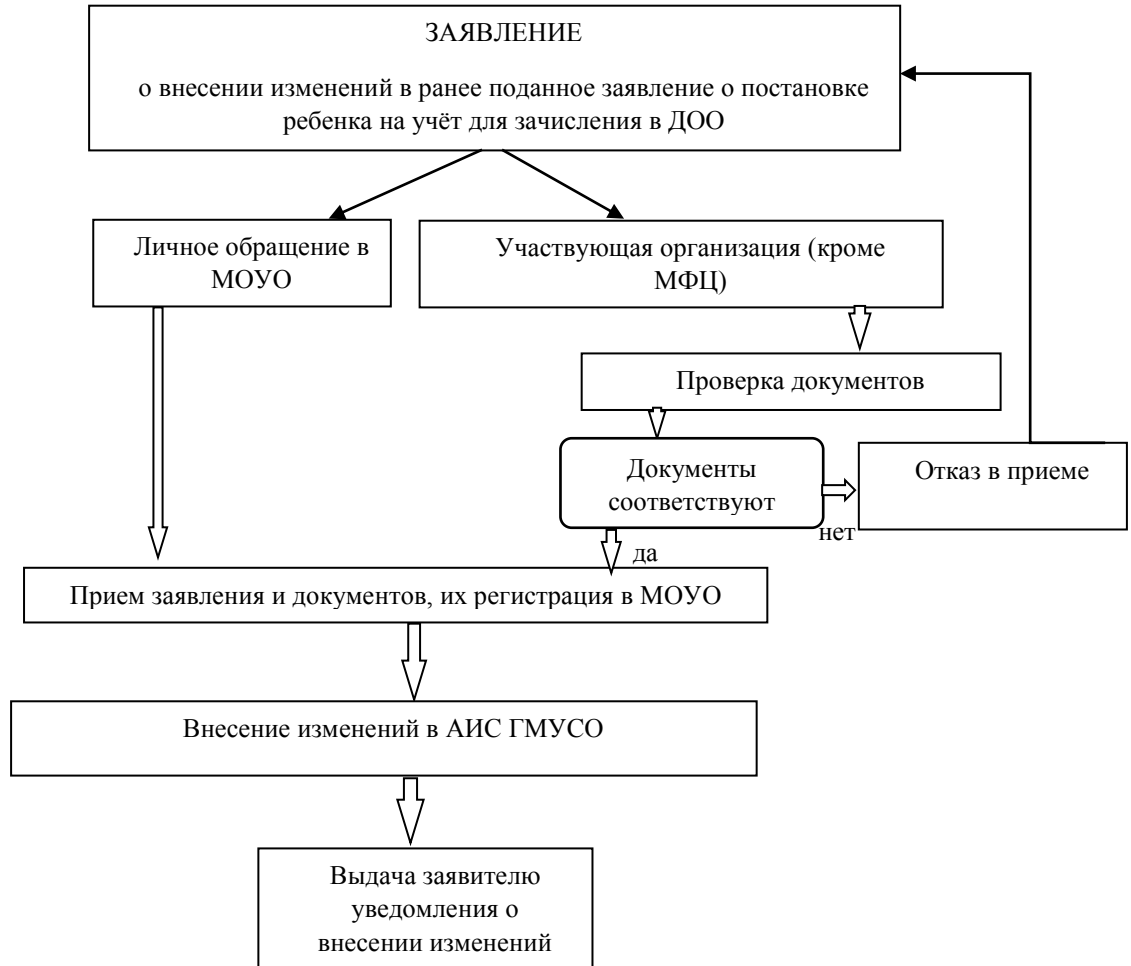 ЗАЯВЛЕНИЕ
о внесении изменений в ранее поданное заявление о постановке
ребенка на учёт для зачисления в ДОО
Личное обращение в
МОУО
Участвующая организация (кроме
МФЦ)
Проверка документов
Документы
соответствуют
Отказ в приеме
нет
да
Прием заявления и документов, их регистрация в МОУО
Внесение изменений в АИС ГМУСО
Выдача заявителю
уведомления о
внесении изменений